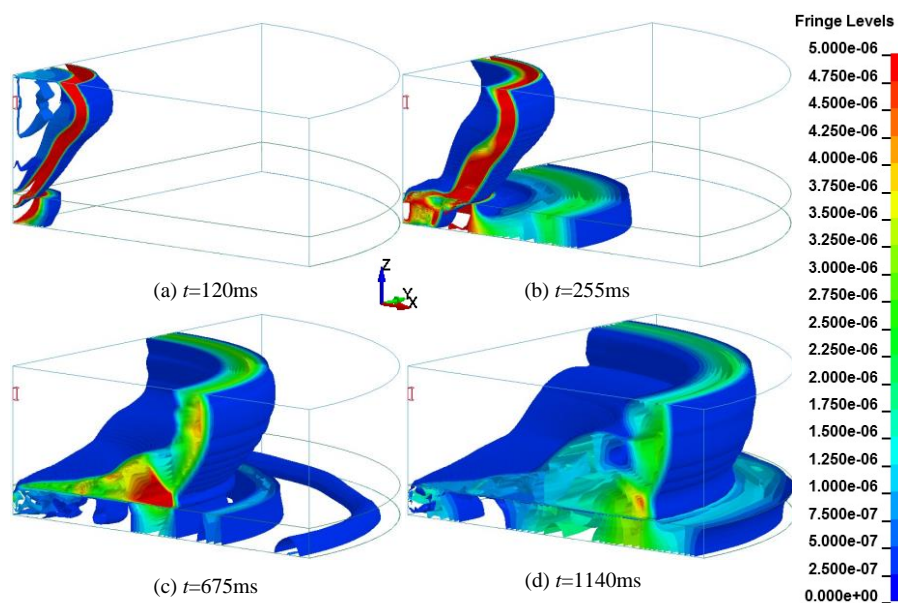 Fringe Levels
5.000e-06
4.750e-06
4.500e-06
4.250e-06
4.000e-06
3.750e-06
3.500e-06
3.250e-06
3.000e-06
2.750e-06
2.500e-06
2.250e-06
2.000e-06
1.750e-06
1.500e-06
1.250e-06
1.000e-06
7.500e-07
5.000e-07
2.500e-07
0.000e+00
(a) t=120ms
Z
Y
X
(b) t=255ms
(c) t=675ms
(d) t=1140ms